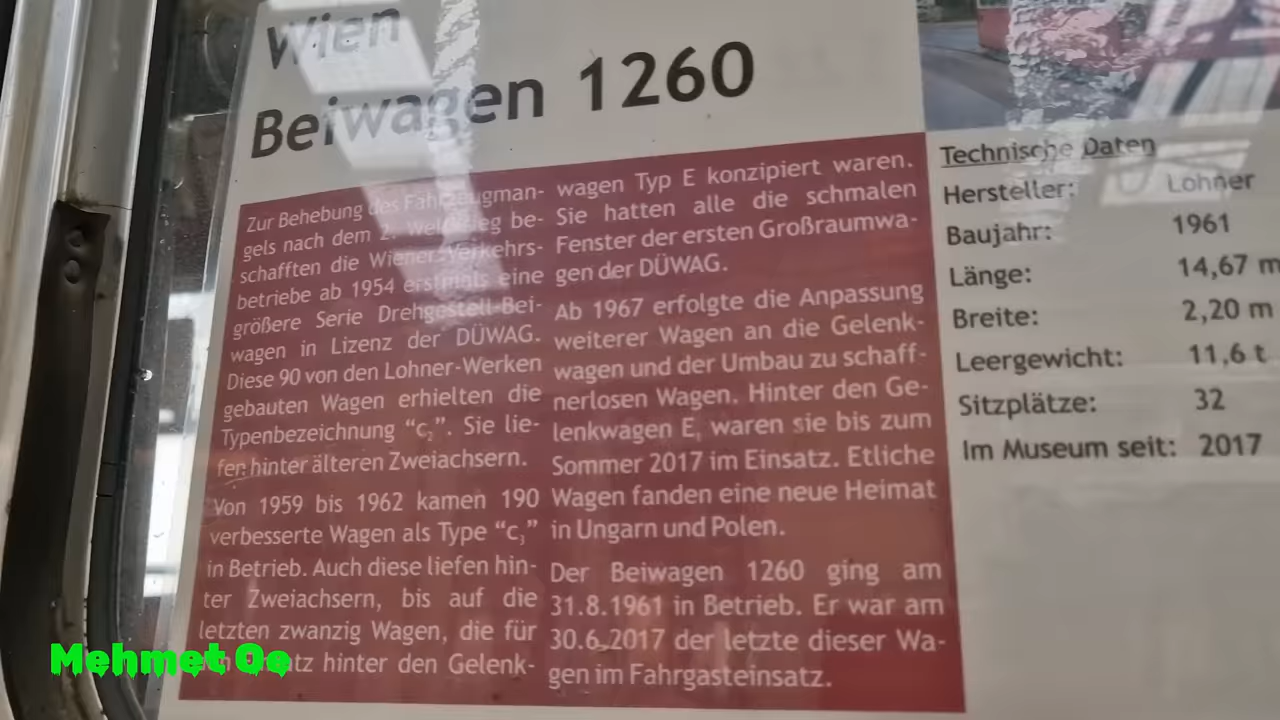 Wien
Beiwagen 1260
Zur Behebung des Fahrzeugman-
gels nach dem 2. Weltkrieg be-
schafften die Wiener Verkehrs-
betriebe ab 1954 erstmals eine
größere Serie Drehgestell-Bei-
wagen in Lizenz der DÜWAG.
Diese 90 von den Lohner-Werken
gebauten Wagen erhielten die
Typenbezeichnung “c₂”. Sie lie-
fen hinter älteren Zweiachsern.
Von 1959 bis 1962 kamen 190
verbesserte Wagen als Type “c₃”
in Betrieb. Auch diese liefen hin-
ter Zweiachsern, bis auf die
letzten zwanzig Wagen, die für
hinter den Gelenk-
wagen Typ E konzipiert waren.
Sie hatten alle die schmalen
Fenster der ersten Großraumwa-
gen der DÜWAG.
Ab 1967 erfolgte die Anpassung
weiterer Wagen an die Gelenk-
wagen und der Umbau zu schaff-
nerlosen Wagen. Hinter den Ge-
lenkwagen E₁ waren sie bis zum
Sommer 2017 im Einsatz. Etliche
Wagen fanden eine neue Heimat
in Ungarn und Polen.
Der Beiwagen 1260 ging am
31.8.1961 in Betrieb. Er war am
30.6.2017 der letzte dieser Wa-
gen im Fahrgasteinsatz.
Technische Daten
Hersteller: Lohner
Baujahr: 1961
Länge: 14,67 m
Breite: 2,20 m
Leergewicht: 11,6 t
Sitzplätze: 32
Im Museum seit: 2017
Mehmet Oe